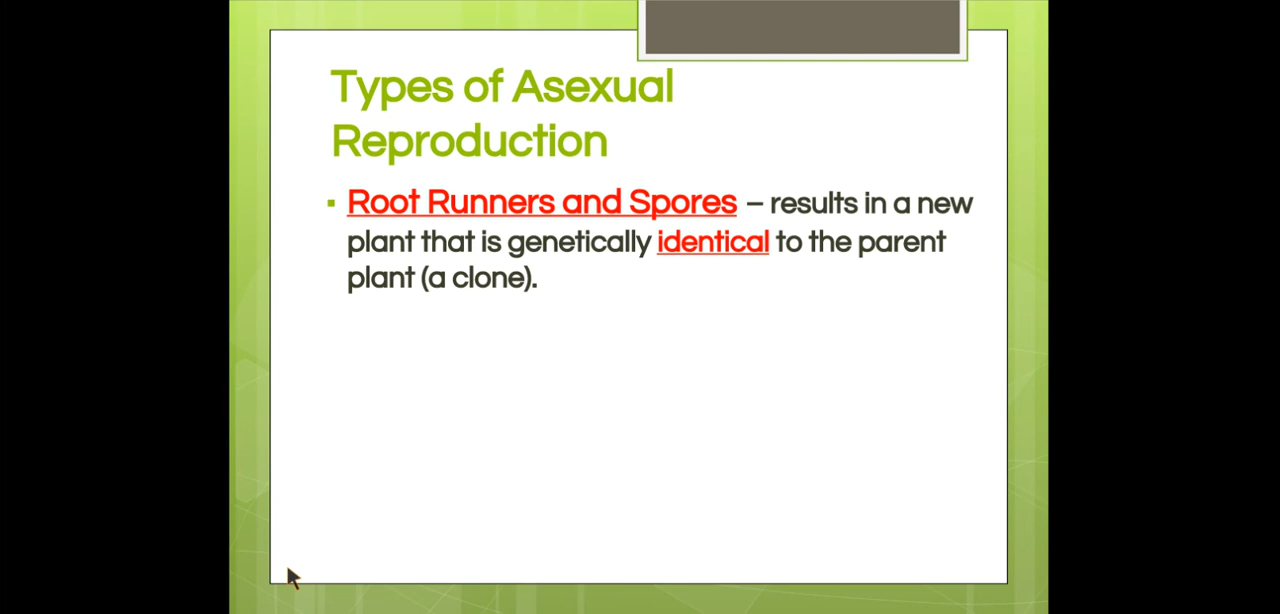 Types of Asexual
Reproduction
▪ Root Runners and Spores – results in a new
plant that is genetically identical to the parent
plant (a clone).